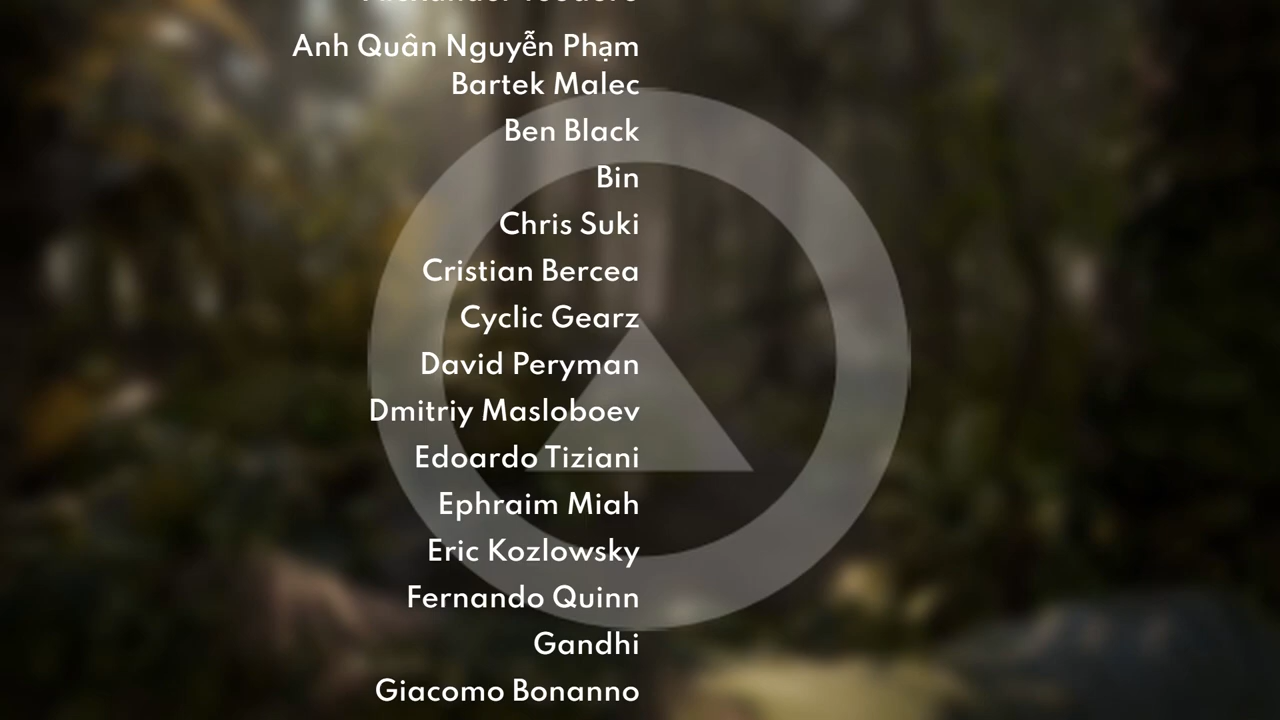 Anh Quân Nguyễn Phạm
Bartek Malec
Ben Black
Bin
Chris Suki
Cristian Bercea
Cyclic Gearz
David Peryman
Dmitriy Masloboev
Edoardo Tiziani
Ephraim Miah
Eric Kozlowsky
Fernando Quinn
Gandhi
Giacomo Bonanno